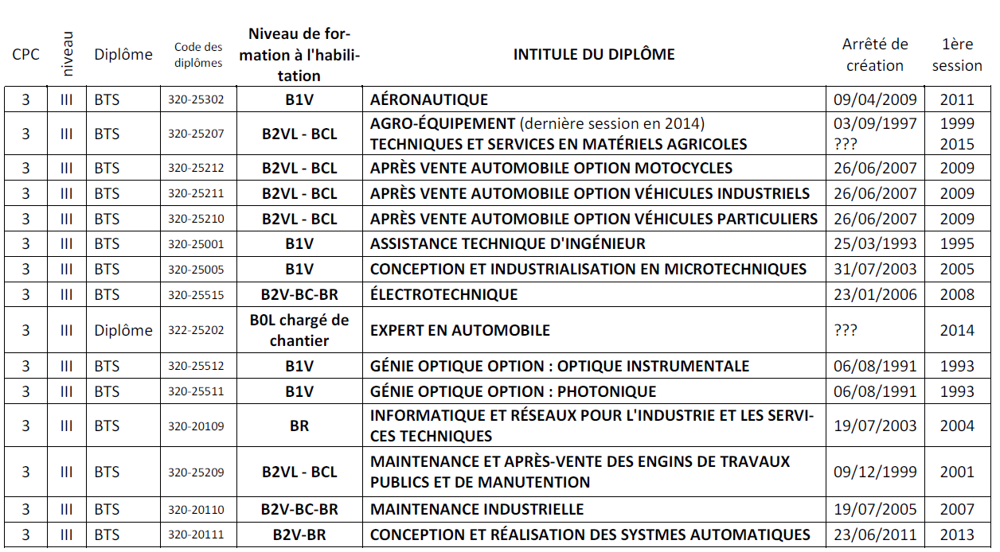 CPC niveau Diplôme Code des diplômes Niveau de for-mation à l'habili-tation INTITULE DU DIPLÔME Arrêté de création 1ère session
3 III BTS 320-25302 B1V AÉRONAUTIQUE 09/04/2009 2011
3 III BTS 320-25207 B2VL - BCL AGRO-ÉQUIPEMENT (dernière session en 2014) 03/09/1997 1999
TECHNIQUES ET SERVICES EN MATÉRIELS AGRICOLES ??? 2015
3 III BTS 320-25212 B2VL - BCL APRÈS VENTE AUTOMOBILE OPTION MOTOCYCLES 26/06/2007 2009
3 III BTS 320-25211 B2VL - BCL APRÈS VENTE AUTOMOBILE OPTION VÉHICULES INDUSTRIELS 26/06/2007 2009
3 III BTS 320-25210 B2VL - BCL APRÈS VENTE AUTOMOBILE OPTION VÉHICULES PARTICULIERS 26/06/2007 2009
3 III BTS 320-25001 B1V ASSISTANCE TECHNIQUE D'INGÉNIEUR 25/03/1993 1995
3 III BTS 320-25005 B1V CONCEPTION ET INDUSTRIALISATION EN MICROTECHNIQUES 31/07/2003 2005
3 III BTS 320-25515 B2V-BC-BR ÉLECTROTECHNIQUE 23/01/2006 2008
3 III Diplôme 322-25202 B0L chargé de chantier EXPERT EN AUTOMOBILE ??? 2014
3 III BTS 320-25512 B1V GÉNIE OPTIQUE OPTION : OPTIQUE INSTRUMENTALE 06/08/1991 1993
3 III BTS 320-25511 B1V GÉNIE OPTIQUE OPTION : PHOTONIQUE 06/08/1991 1993
3 III BTS 320-20109 BR INFORMATIQUE ET RÉSEAUX POUR L'INDUSTRIE ET LES SERVI-
CES TECHNIQUES 19/07/2003 2004
3 III BTS 320-25209 B2VL - BCL MAINTENANCE ET APRÈS-VENTE DES ENGINS DE TRAVAUX
PUBLICS ET DE MANUTENTION 09/12/1999 2001
3 III BTS 320-20110 B2V-BC-BR MAINTENANCE INDUSTRIELLE 19/07/2005 2007
3 III BTS 320-20111 B2V-BR CONCEPTION ET RÉALISATION DES SYSTMES AUTOMATIQUES 23/06/2011 2013